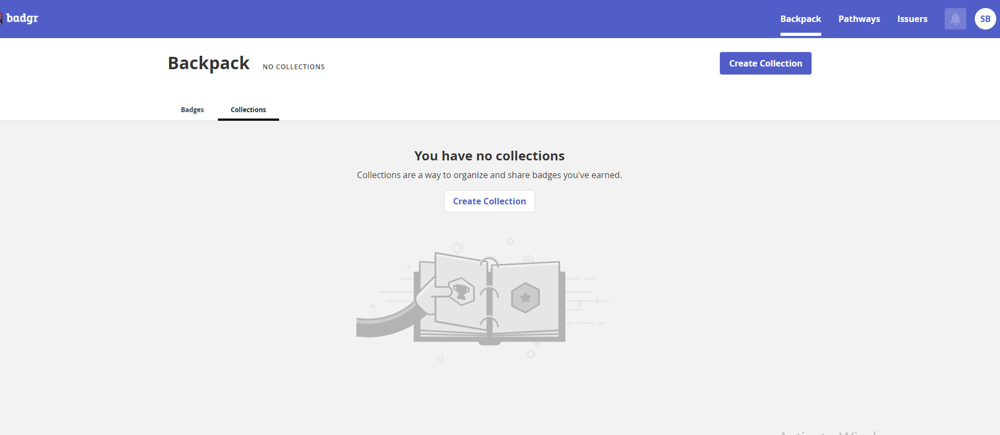 badgr
Backpack Pathways Issuers SB
Backpack NO COLLECTIONS
Create Collection
Badges Collections
You have no collections
Collections are a way to organize and share badges you've earned.
Create Collection